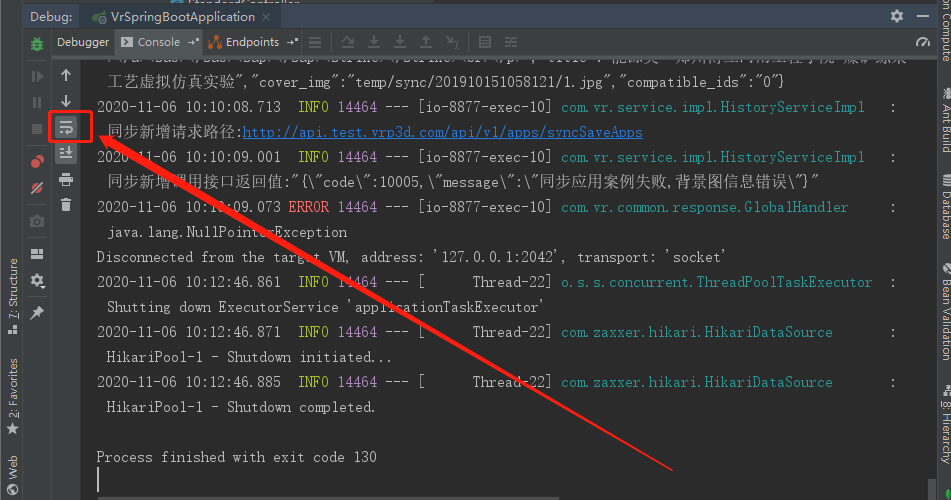 StandardController
Debug: VrSpringBootApplication
Debugger Console Endpoints
工艺虚拟仿真实验","cover_img":"temp/sync/201910151058121/1.jpg","compatible_ids":"0"}
2020-11-06 10:10:08.713 INFO 14464 --- [io-8877-exec-10] com.vr.service.impl.HistoryServiceImpl :
同步新增请求路径:http://api.test.vrp3d.com/api/v1/apps/syncSaveApps
2020-11-06 10:10:09.001 INFO 14464 --- [io-8877-exec-10] com.vr.service.impl.HistoryServiceImpl :
同步新增调用接口返回值:"{\"code\":10005,\"message\":\"同步应用案例失败,背景图信息错误\"}"
2020-11-06 10:10:09.073 ERROR 14464 --- [io-8877-exec-10] com.vr.common.response.GlobalHandler :
java.lang.NullPointerException
Disconnected from the target VM, address: '127.0.0.1:2042', transport: 'socket'
2020-11-06 10:12:46.861 INFO 14464 --- [ Thread-22] o.s.s.concurrent.ThreadPoolTaskExecutor :
Shutting down ExecutorService 'applicationTaskExecutor'
2020-11-06 10:12:46.871 INFO 14464 --- [ Thread-22] com.zaxxer.hikari.HikariDataSource :
HikariPool-1 - Shutdown initiated...
2020-11-06 10:12:46.885 INFO 14464 --- [ Thread-22] com.zaxxer.hikari.HikariDataSource :
HikariPool-1 - Shutdown completed.
Process finished with exit code 130
7: Structure
2: Favorites
Web
Computer
Ant Build
Database
Bean Validation
Hierarchy